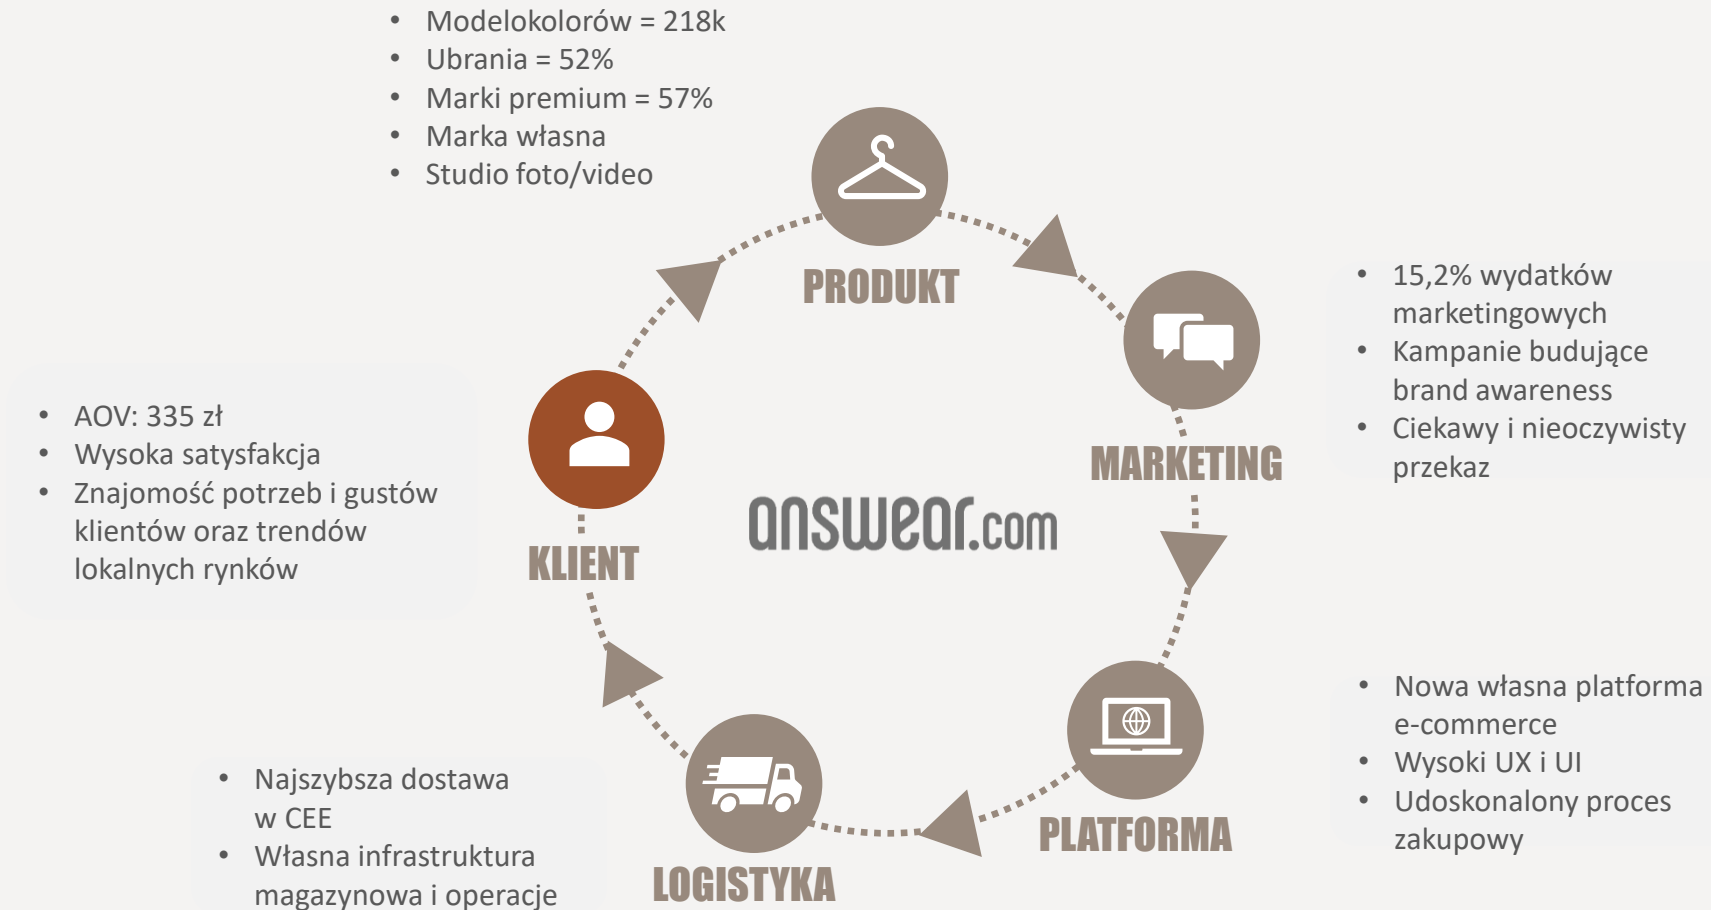 • Modelokolorów = 218k
• Ubrania = 52%
• Marki premium = 57%
• Marka własna
• Studio foto/video
PRODUKT
• 15,2% wydatków
marketingowych
• Kampanie budujące
brand awareness
• Ciekawy i nieoczywisty
przekaz
MARKETING
• AOV: 335 zł
• Wysoka satysfakcja
• Znajomość potrzeb i gustów
klientów oraz trendów
lokalnych rynków
KLIENT
answear.com
• Nowa własna platforma
e-commerce
• Wysoki UX i UI
• Udoskonalony proces
zakupowy
PLATFORMA
• Najszybsza dostawa
w CEE
• Własna infrastruktura
magazynowa i operacje
LOGISTYKA